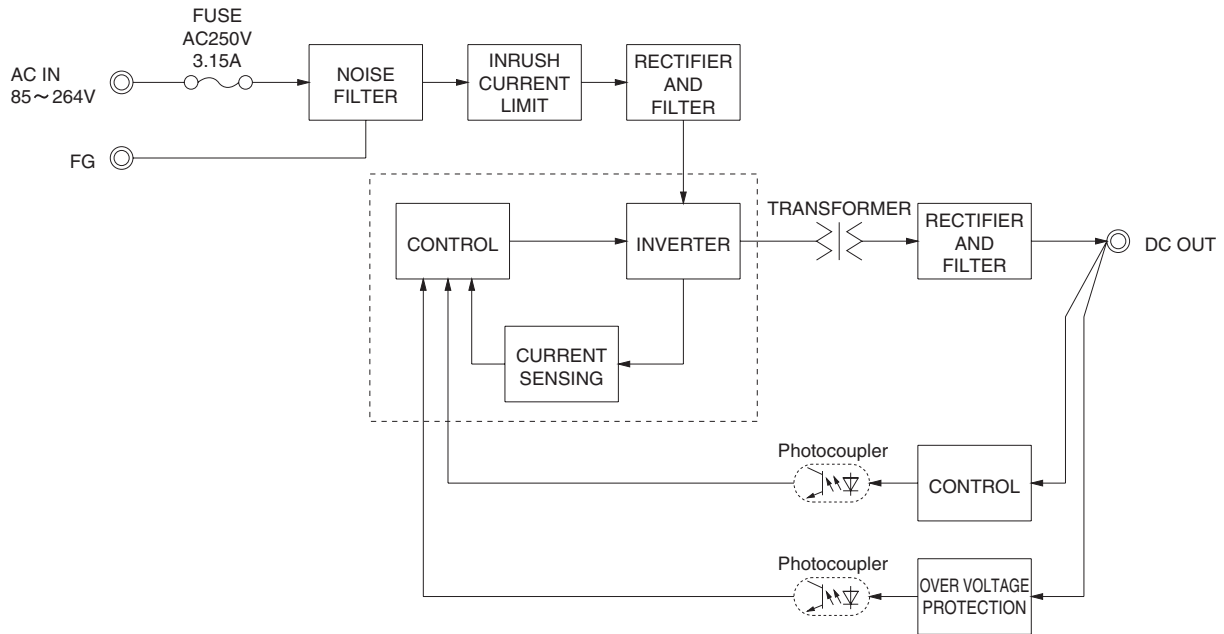 FUSE
AC250V
3.15A
AC IN
85~264V
FG
NOISE
FILTER
INRUSH
CURRENT
LIMIT
RECTIFIER
AND
FILTER
CONTROL
INVERTER
TRANSFORMER
RECTIFIER
AND
FILTER
DC OUT
CURRENT
SENSING
Photocoupler
CONTROL
Photocoupler
OVER VOLTAGE
PROTECTION